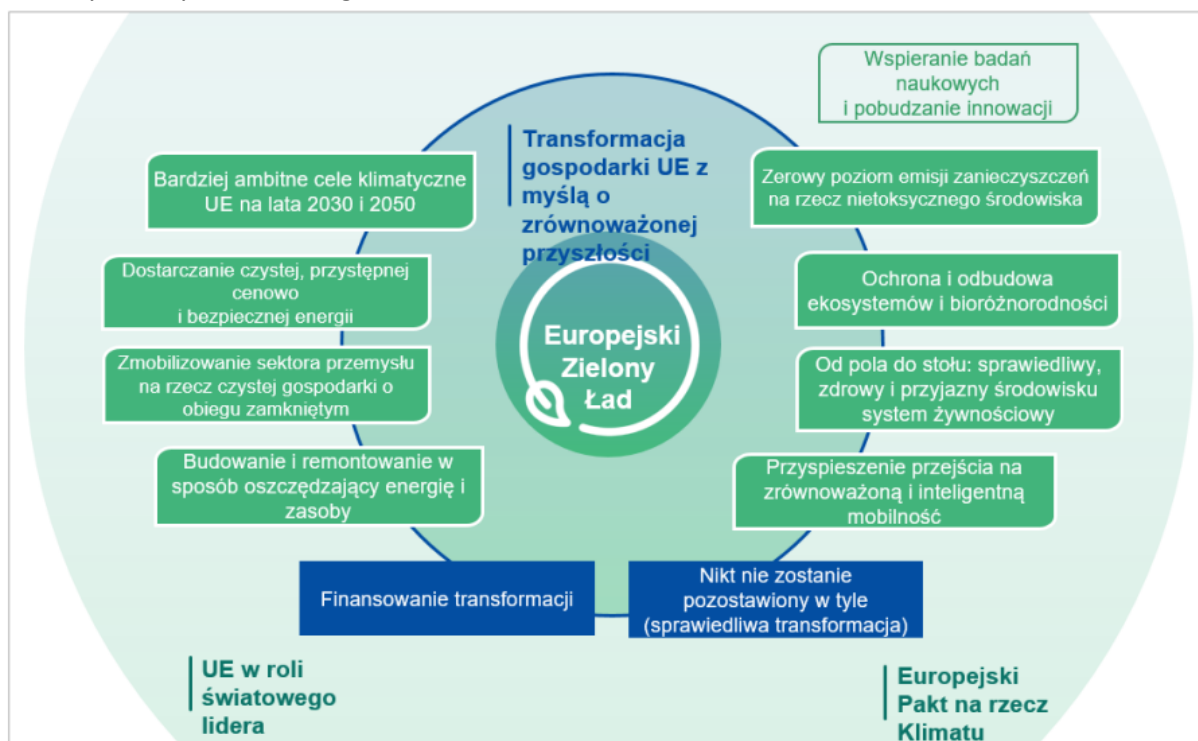 Wspieranie badań
naukowych
i pobudzanie innowacji
Transformacja
gospodarki UE z
myślą o
zrównoważonej
przyszłości
Bardziej ambitne cele klimatyczne
UE na lata 2030 i 2050
Zerowy poziom emisji zanieczyszczeń
na rzecz nietoksycznego środowiska
Dostarczanie czystej, przystępnej
cenowo
i bezpiecznej energii
Ochrona i odbudowa
ekosystemów i bioróżnorodności
Europejski
Zielony
Ład
Zmobilizowanie sektora przemysłu
na rzecz czystej gospodarki o
obiegu zamkniętym
Od pola do stołu: sprawiedliwy,
zdrowy i przyjazny środowisku
system żywnościowy
Budowanie i remontowanie w
sposób oszczędzający energię i
zasoby
Przyspieszenie przejścia na
zrównoważoną i inteligentną
mobilność
Finansowanie transformacji
Nikt nie zostanie
pozostawiony w tyle
(sprawiedliwa transformacja)
UE w roli
światowego
lidera
Europejski
Pakt na rzecz
Klimatu